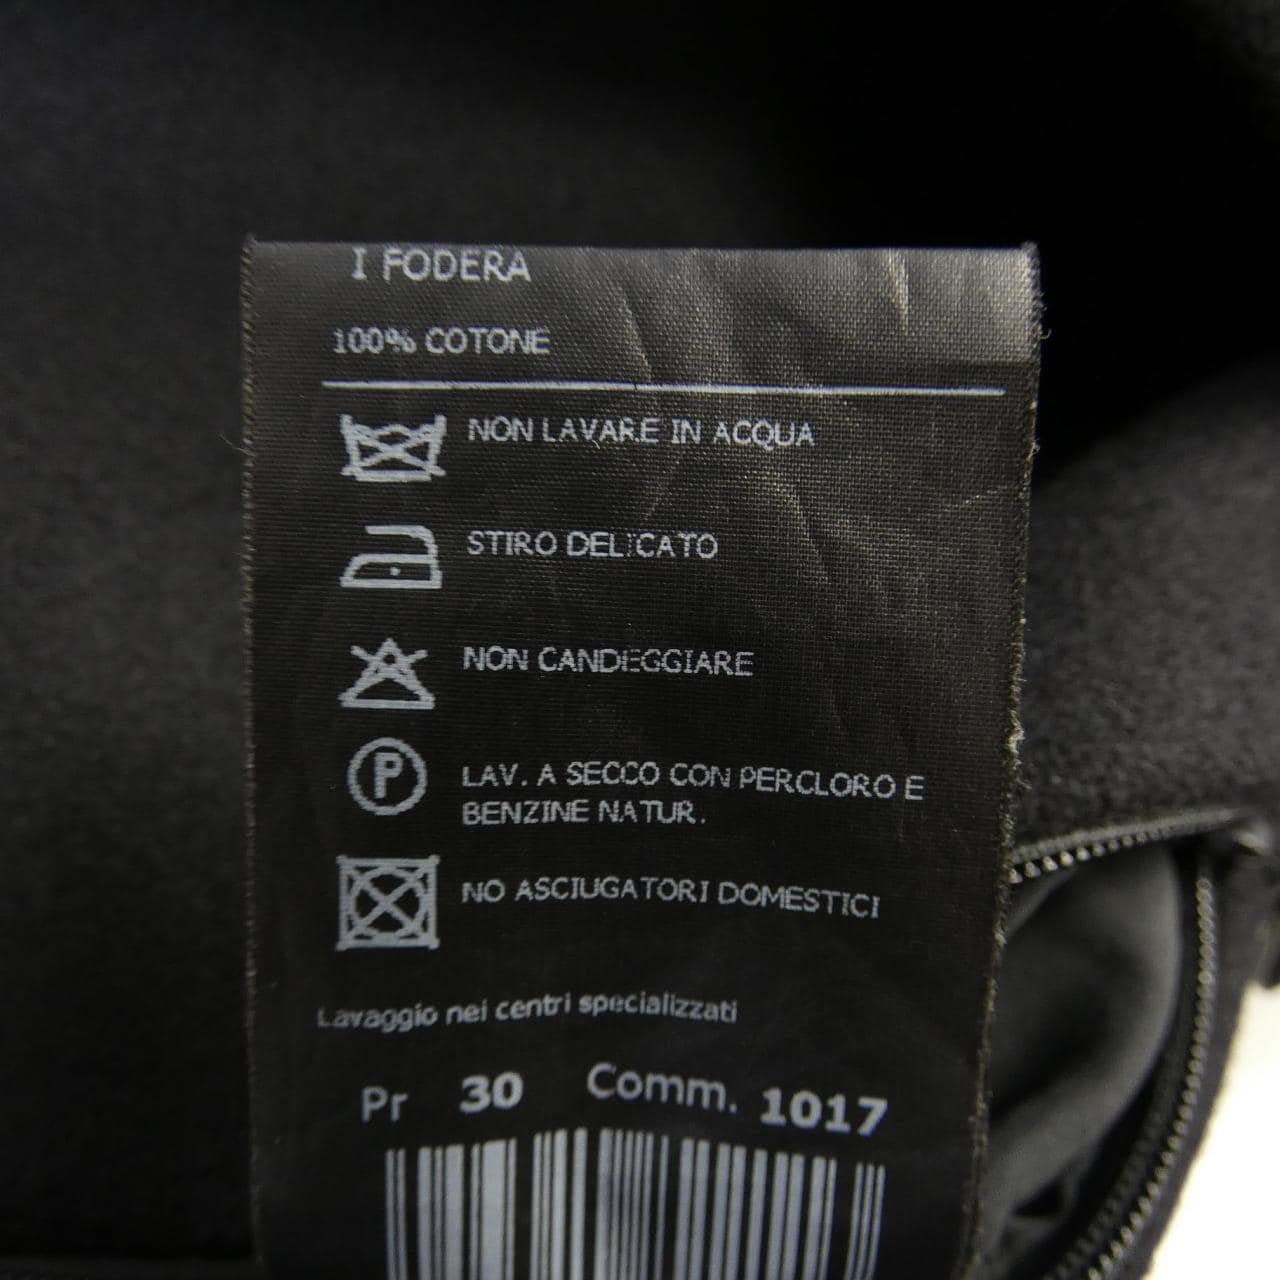 I FODERA
100% COTONE
NON LAVARE IN ACQUA
STIRO DELICATO
NON CANDEGGIARE
P
LAV. A SECCO CON PERCLORO E
BENZINE NATUR.
NO ASCIUGATORI DOMESTICI
Lavaggio nei centri specializzati
Pr 30 Comm. 1017